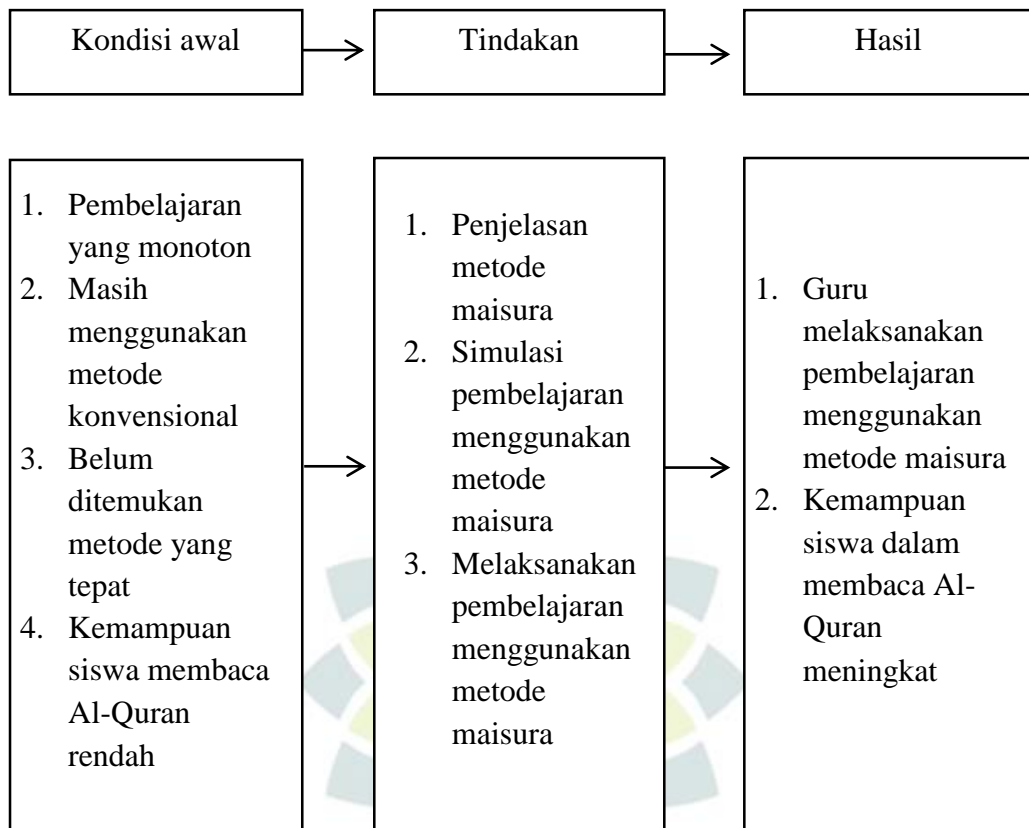 Kondisi awal
Tindakan
Hasil
1. Pembelajaran
yang monoton
2. Masih
menggunakan
metode
konvensional
3. Belum
ditemukan
metode yang
tepat
4. Kemampuan
siswa membaca
Al-Quran
rendah
1. Penjelasan
metode
maisura
2. Simulasi
pembelajaran
menggunakan
metode
maisura
3. Melaksanakan
pembelajaran
menggunakan
metode
maisura
1. Guru
melaksanakan
pembelajaran
menggunakan
metode maisura
2. Kemampuan
siswa dalam
membaca Al-
Quran
meningkat